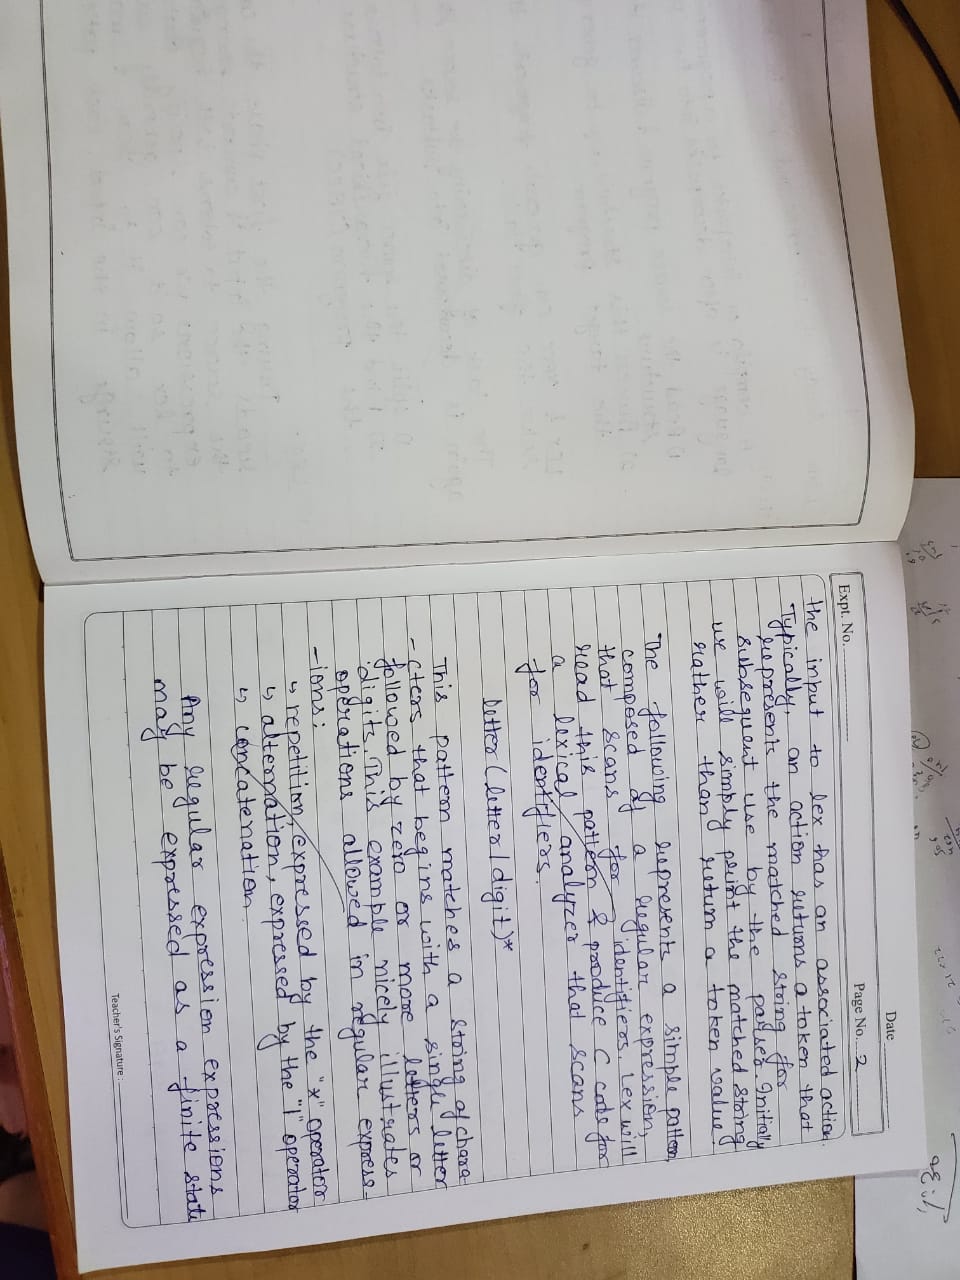 Date
Expt. No.
Page No. 2
the input to lex has an associated action.
Typically, an action returns a token that
represents the matched string for
subsequent use by the parser. Initially
we will simply print the matched string
rather than return a token value.
The following represents a simple pattern,
composed of a regular expression,
that scans for identifiers. Lex will
read this pattern & produce C code for
a lexical analyzer that scans
for identifiers.
letter(letter/digit)*
This pattern matches a string of chara-
-cters that begins with a single letter
followed by zero or more letters or
digits. This example nicely illustrates
operations allowed in regular express-
-ions:
↳ repetition, expressed by the "*" operator
↳ alternation, expressed by the "|" operator
↳ concatenation.
Any regular expression expressions
may be expressed as a finite state
Teacher's Signature :